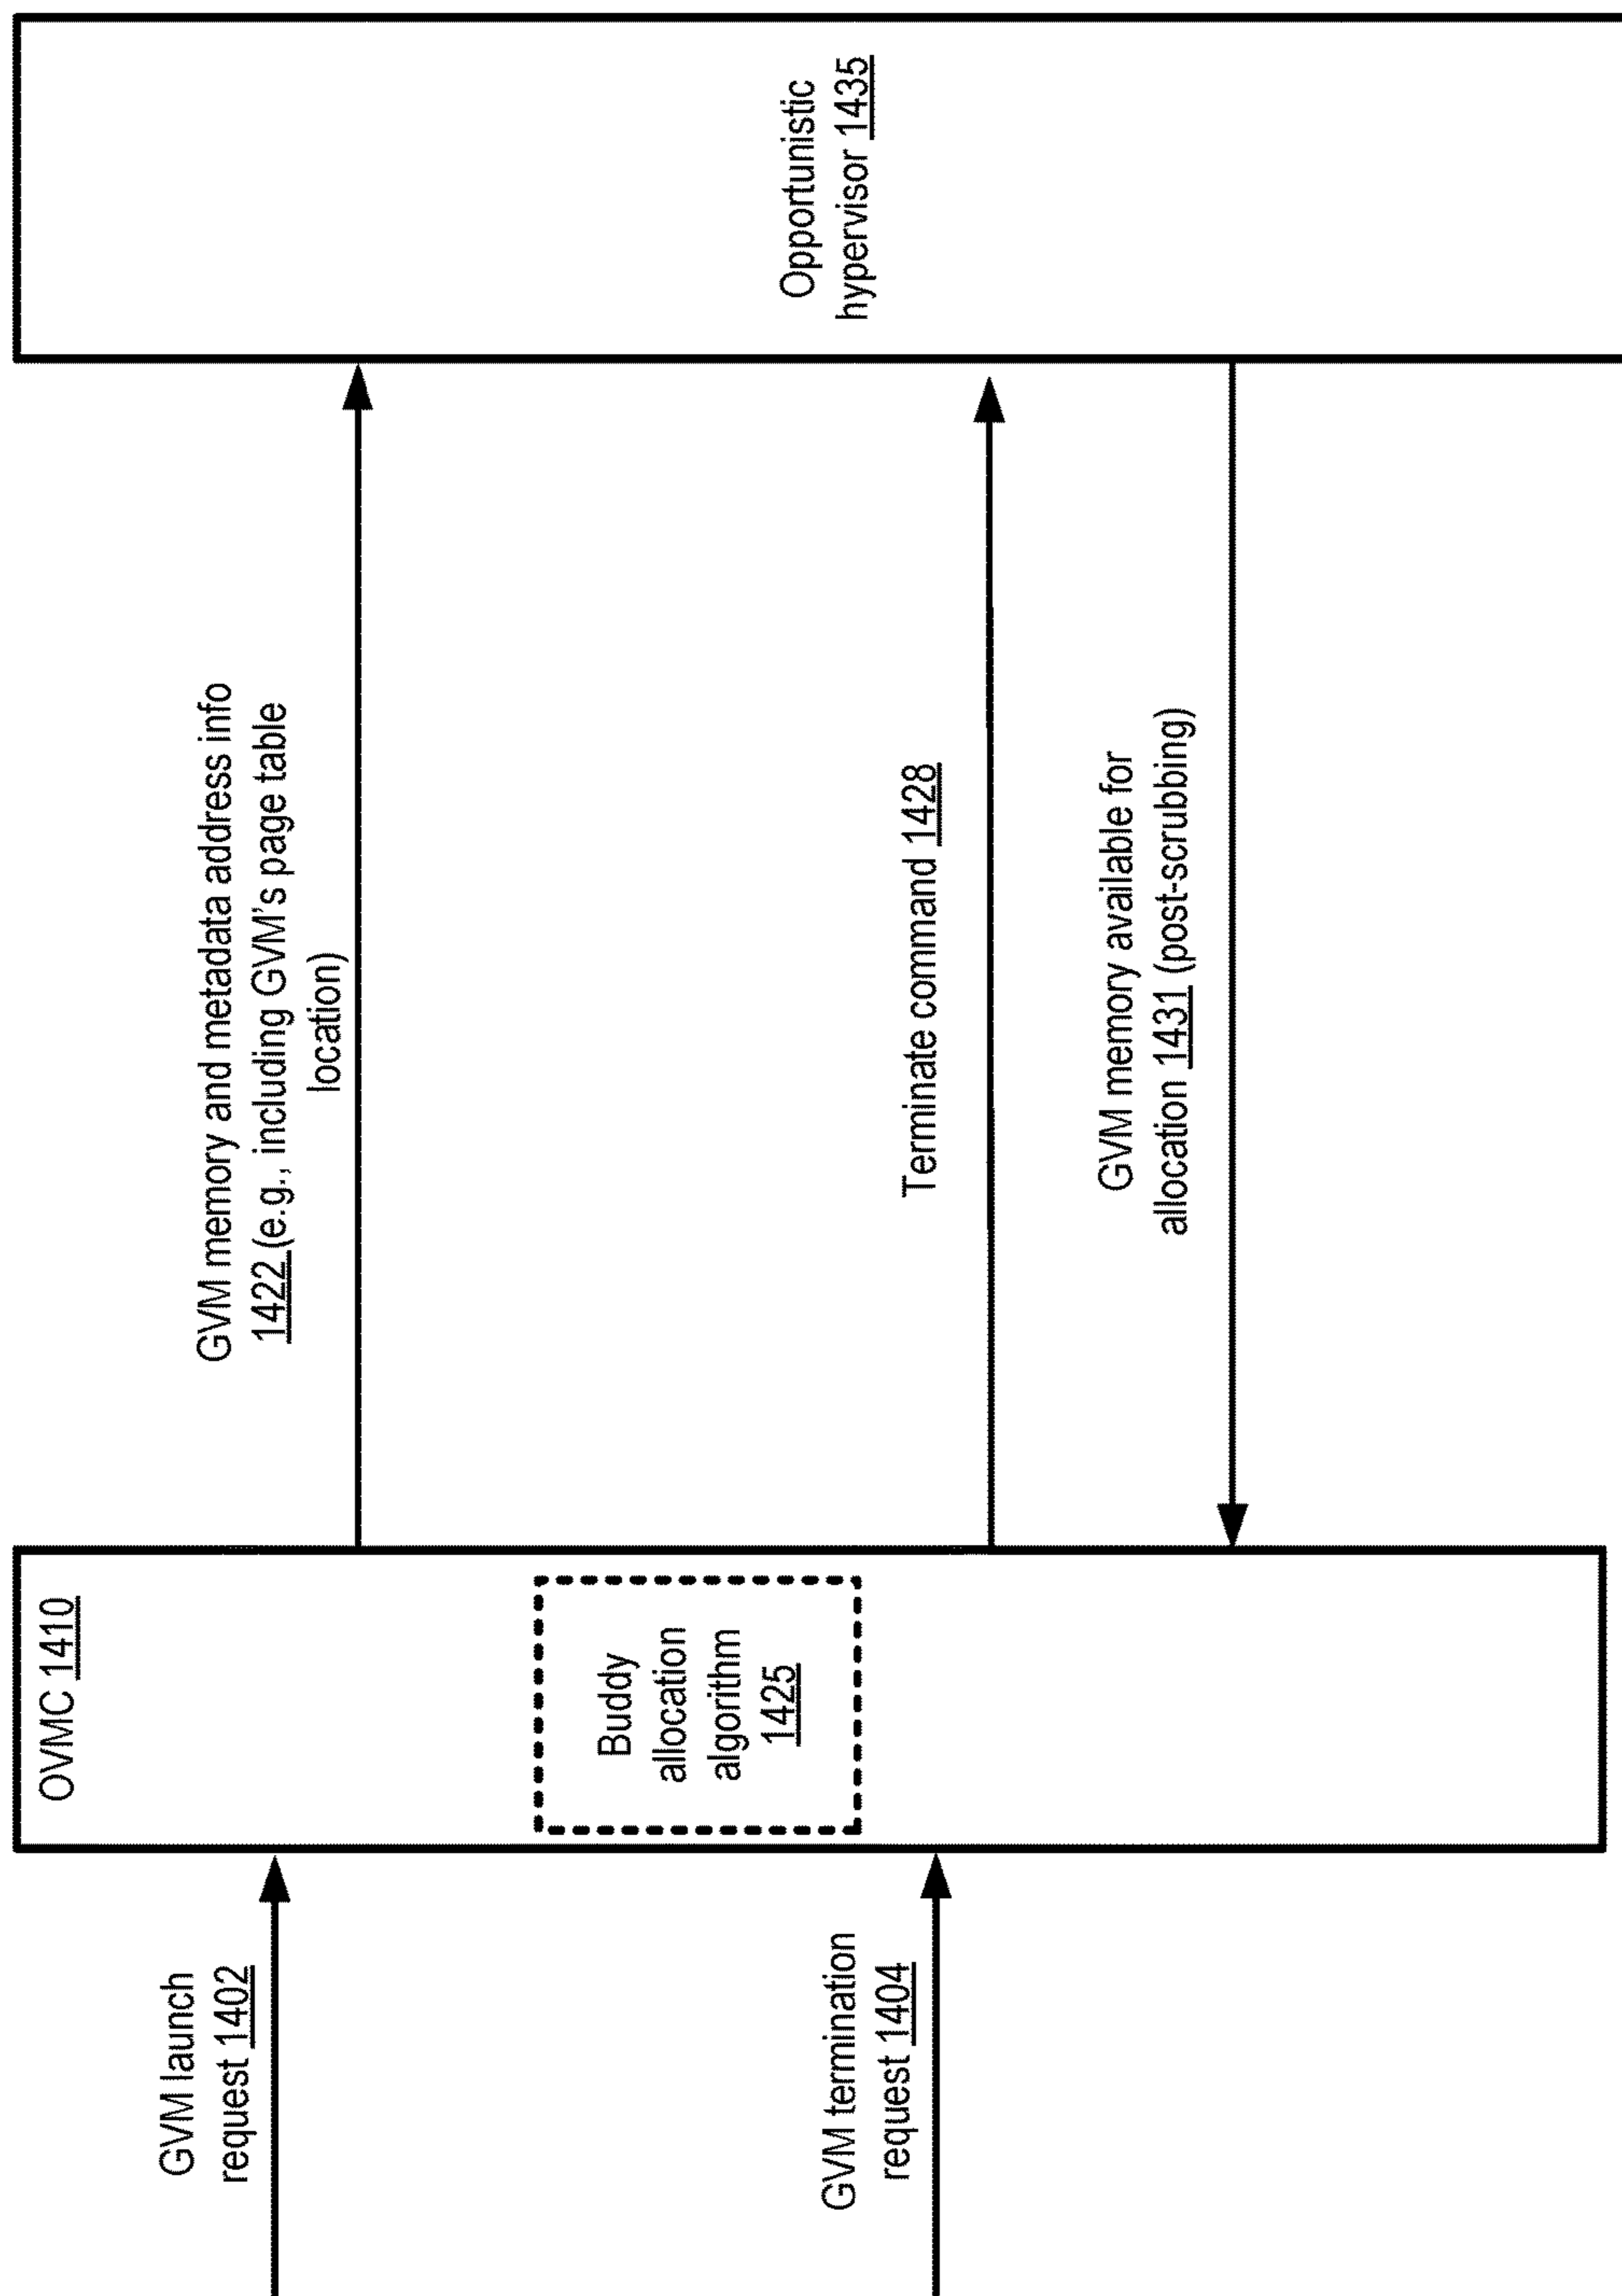 OVMC 1410
GVM launch
request 1402
GVM memory and metadata address info
1422 (e.g., including GVM's page table
location)
Buddy
allocation
algorithm
1425
Opportunistic
hypervisor 1435
GVM termination
request 1404
Terminate command 1428
GVM memory available for
allocation 1431 (post-scrubbing)